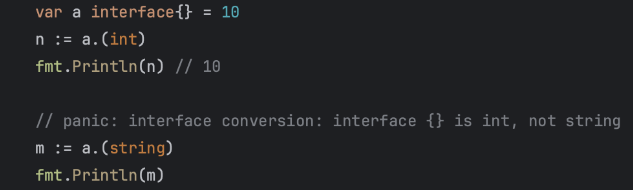 var a interface{} = 10
n := a.(int)
fmt.Println(n) // 10
// panic: interface conversion: interface {} is int, not string
m := a.(string)
fmt.Println(m)